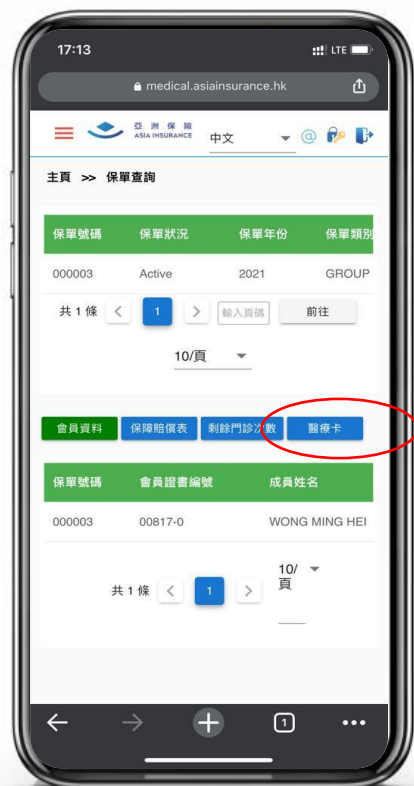 17:13
LTE
medical.asiainsurance.hk
亞洲保險
ASIA INSURANCE
中文
主頁 >> 保單查詢
保單號碼 保單狀況 保單年份 保單類別
000003 Active 2021 GROUP
共 1 條 < 1 > 輸入頁碼 前往
10/頁
會員資料 保障賠償表 剩餘門診次數 醫療卡
保單號碼 會員證書編號 成員姓名
000003 00817-0 WONG MING HEI
共 1 條 < 1 > 10/
頁
1